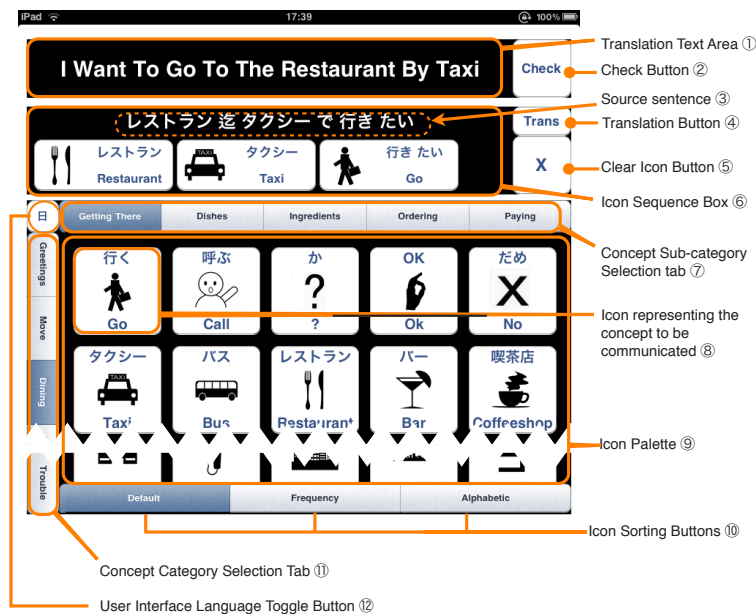 iPad 17:39 100%
I Want To Go To The Restaurant By Taxi
Check
レストラン 迄 タクシー で 行き たい
Trans
レストラン
Restaurant
TAXI
タクシー
Taxi
行き たい
Go
X
日
Getting There
Dishes
Ingredients
Ordering
Paying
Greetings
Move
Dining
Trouble
行く
Go
呼ぶ
Call
か
?
?
OK
Ok
だめ
X
No
タクシー
TAXI
Taxi
バス
Bus
レストラン
Restaurant
バー
Bar
喫茶店
Coffeeshop
Default
Frequency
Alphabetic
Translation Text Area ①
Check Button ②
Source sentence ③
Translation Button ④
Clear Icon Button ⑤
Icon Sequence Box ⑥
Concept Sub-category
Selection tab ⑦
Icon representing the
concept to be
communicated ⑧
Icon Palette ⑨
Icon Sorting Buttons ⑩
Concept Category Selection Tab ⑪
User Interface Language Toggle Button ⑫